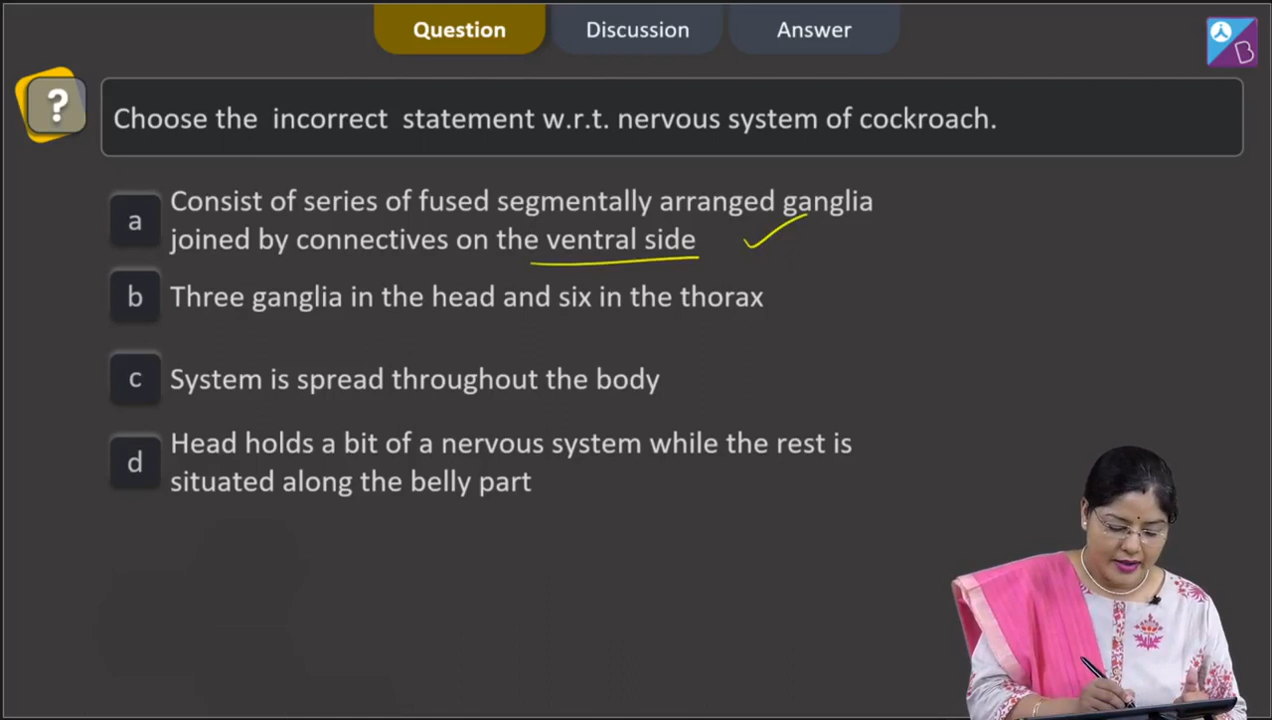 Question Discussion Answer
B
?
Choose the incorrect statement w.r.t. nervous system of cockroach.
a Consist of series of fused segmentally arranged ganglia
joined by connectives on the ventral side
b Three ganglia in the head and six in the thorax
c System is spread throughout the body
d Head holds a bit of a nervous system while the rest is
situated along the belly part